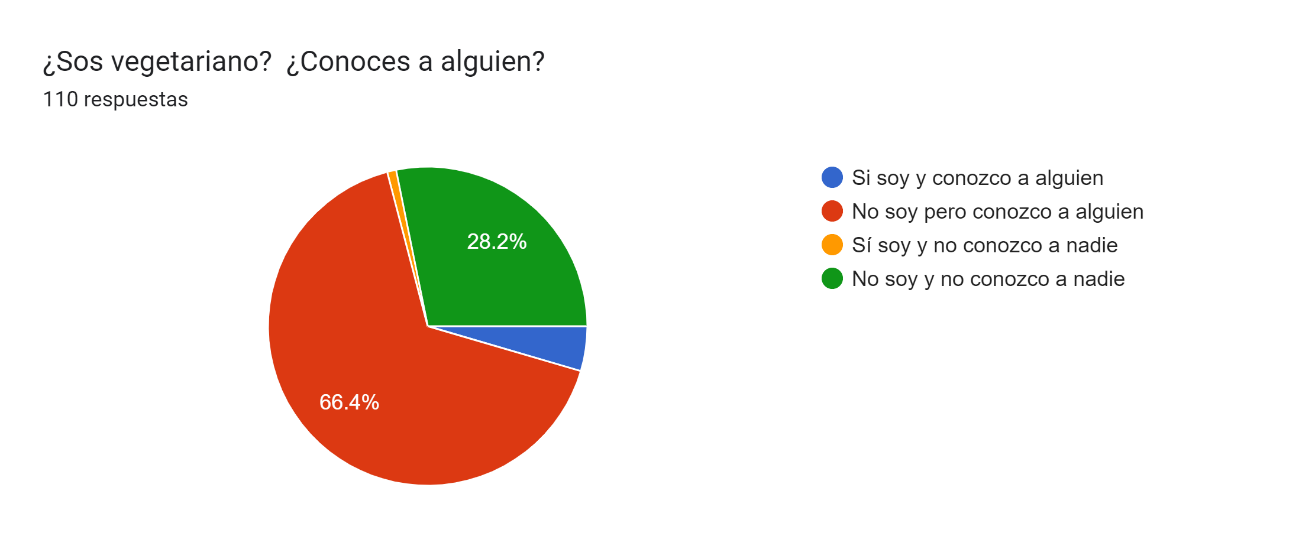 ¿Sos vegetariano?  ¿Conoces a alguien?
110 respuestas
28.2%
66.4%
Si soy y conozco a alguien
No soy pero conozco a alguien
Sí soy y no conozco a nadie
No soy y no conozco a nadie